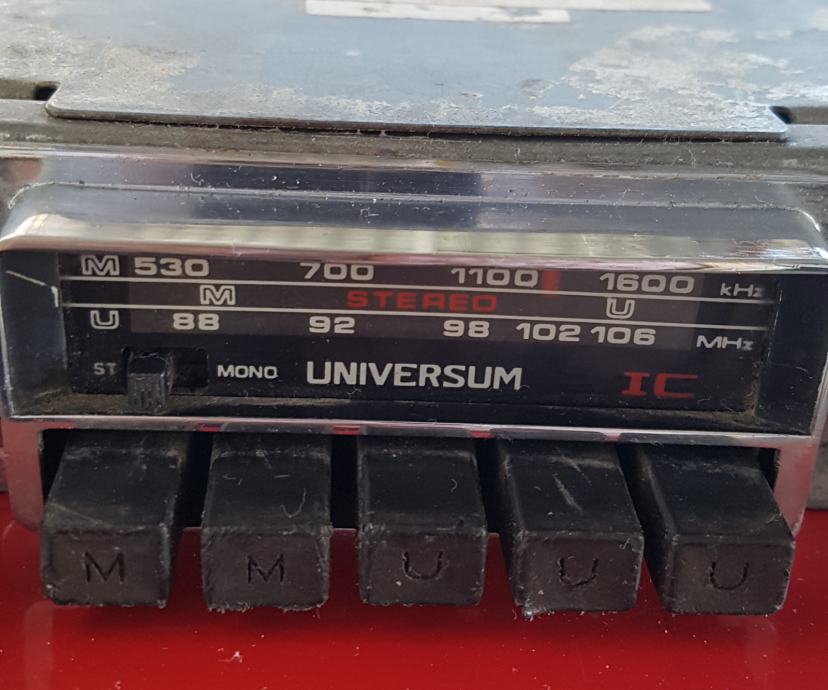 M 530 700 1100 1600 kHz
M STEREO U
U 88 92 98 102 106 MHz
ST MONO UNIVERSUM IC
M M U U U